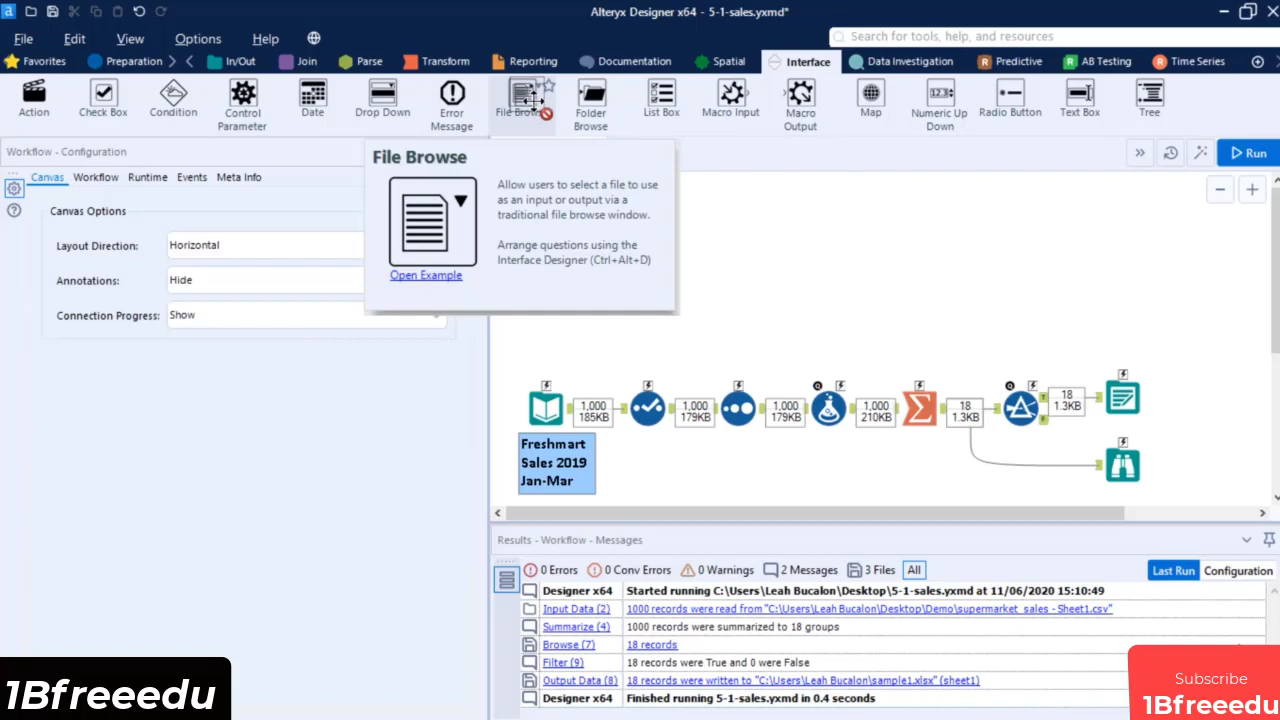 Alteryx Designer x64 - 5-1-sales.yxmd*
File Edit View Options Help
Search for tools, help, and resources
Favorites Preparation In/Out Join Parse Transform Reporting Documentation Spatial Interface Data Investigation Predictive AB Testing Time Series
Action Check Box Condition Control Parameter Date Drop Down Error Message File Browse Folder Browse List Box Macro Input Macro Output Map Numeric Up Down Radio Button Text Box Tree
Workflow - Configuration
Run
Canvas Workflow Runtime Events Meta Info
Canvas Options
Layout Direction: Horizontal
Annotations: Hide
Connection Progress: Show
File Browse
Allow users to select a file to use
as an input or output via a
traditional file browse window.
Arrange questions using the
Interface Designer (Ctrl+Alt+D)
Open Example
1,000
185KB
1,000
179KB
1,000
179KB
1,000
210KB
18
1.3KB
18
1.3KB
Freshmart
Sales 2019
Jan-Mar
Results - Workflow - Messages
0 Errors 0 Conv Errors 0 Warnings 2 Messages 3 Files All Last Run Configuration
Designer x64 Started running C:\Users\Leah Bucalon\Desktop\5-1-sales.yxmd at 11/06/2020 15:10:49
Input Data (2) 1000 records were read from "C:\Users\Leah Bucalon\Desktop\Demo\supermarket_sales - Sheet1.csv"
Summarize (4) 1000 records were summarized to 18 groups
Browse (7) 18 records
Filter (9) 18 records were True and 0 were False
Output Data (8) 18 records were written to "C:\Users\Leah Bucalon\sample1.xlsx" (sheet1)
Designer x64 Finished running 5-1-sales.yxmd in 0.4 seconds
1Bfreeedu
Subscribe
1Bfreeedu